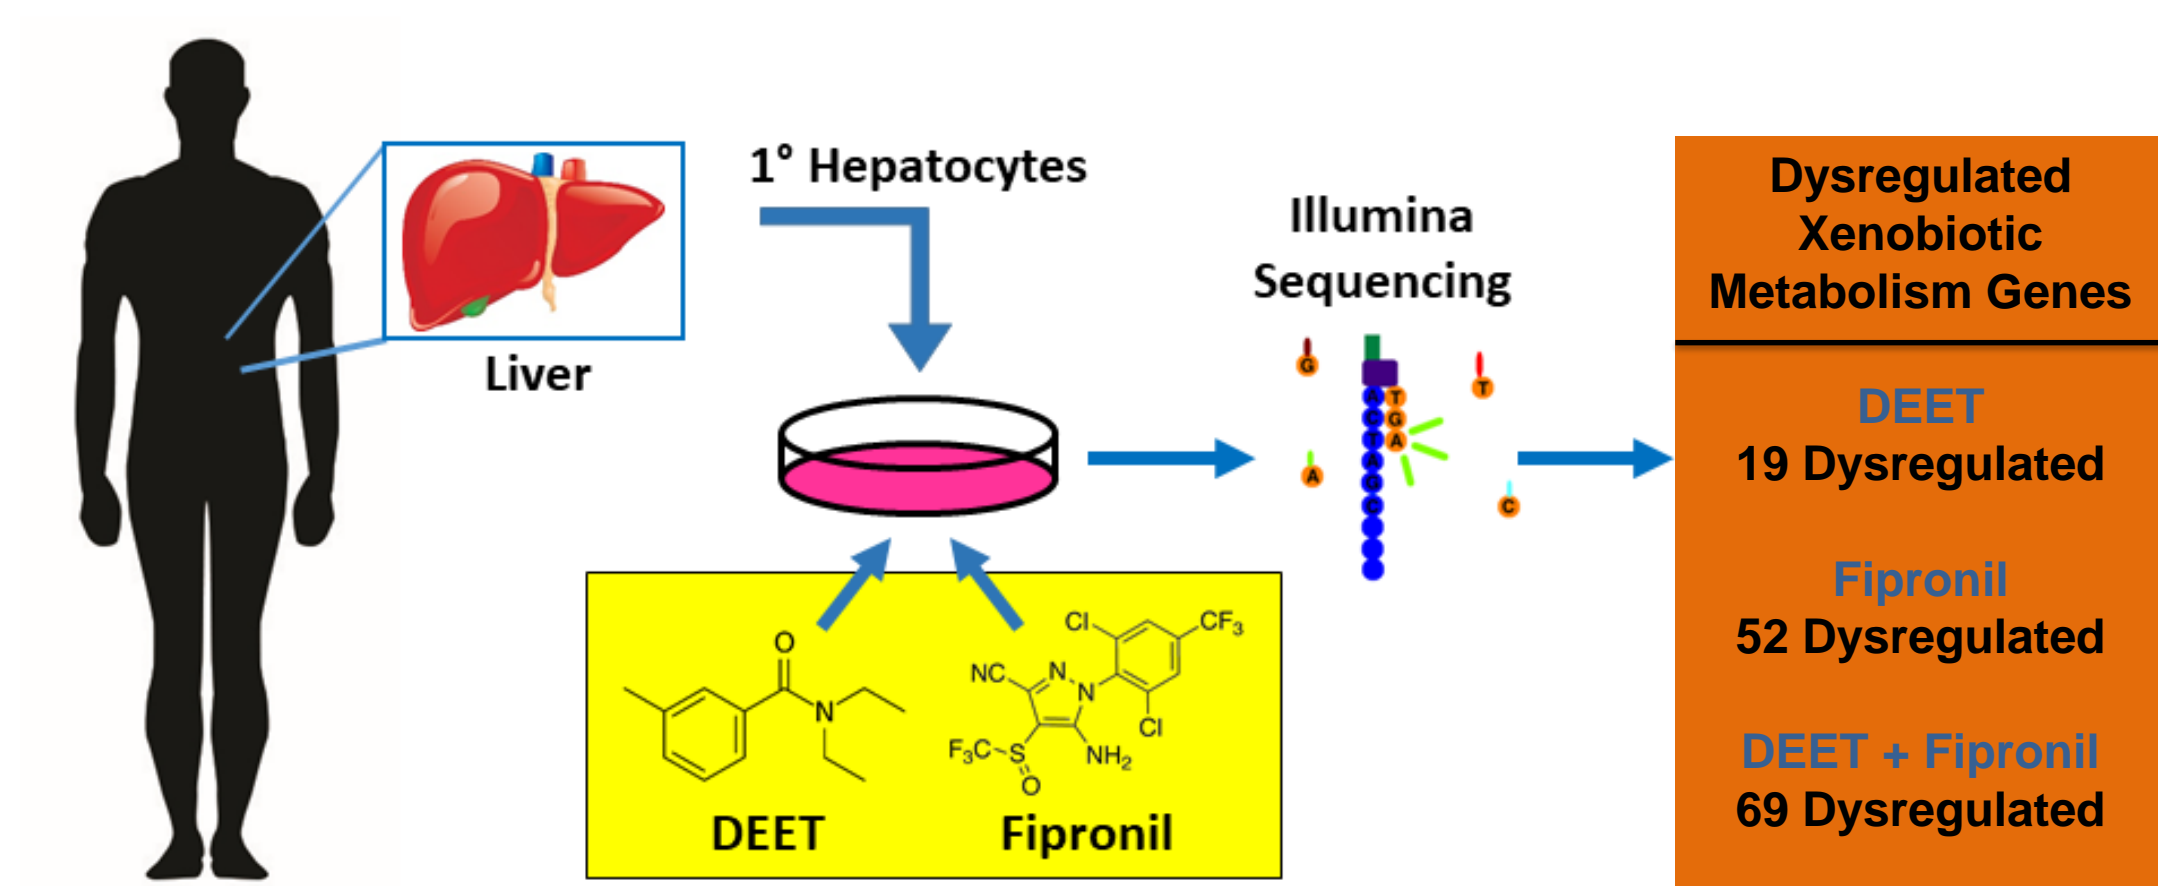 Liver
1° Hepatocytes
Illumina
Sequencing
G
T
A
C
A
C
T
A
G
C
T
G
A
O
N
DEET
Cl
CF3
NC
N
N
Cl
F3C
S
NH2
O
Fipronil
Dysregulated
Xenobiotic
Metabolism Genes
DEET
19 Dysregulated
Fipronil
52 Dysregulated
DEET + Fipronil
69 Dysregulated